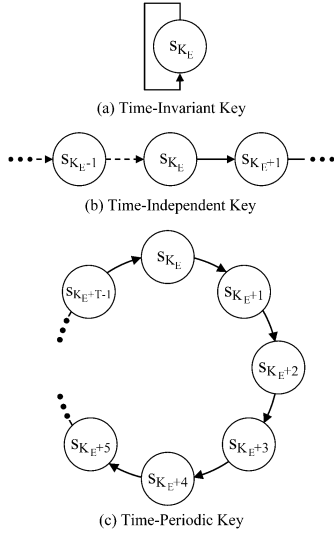 s_{K_E}
(a) Time-Invariant Key
s_{K_E-1} s_{K_E} s_{K_E+1}
(b) Time-Independent Key
s_{K_E}
s_{K_E+T-1} s_{K_E+1}
s_{K_E+2}
s_{K_E+5} s_{K_E+3}
s_{K_E+4}
(c) Time-Periodic Key